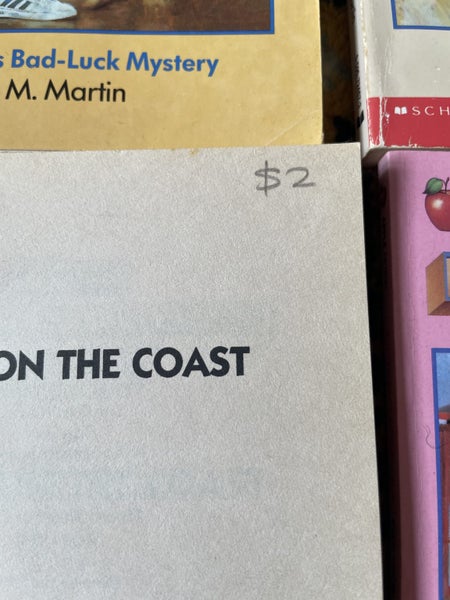 s Bad-Luck Mystery
M. Martin
SCH
$2
ON THE COAST